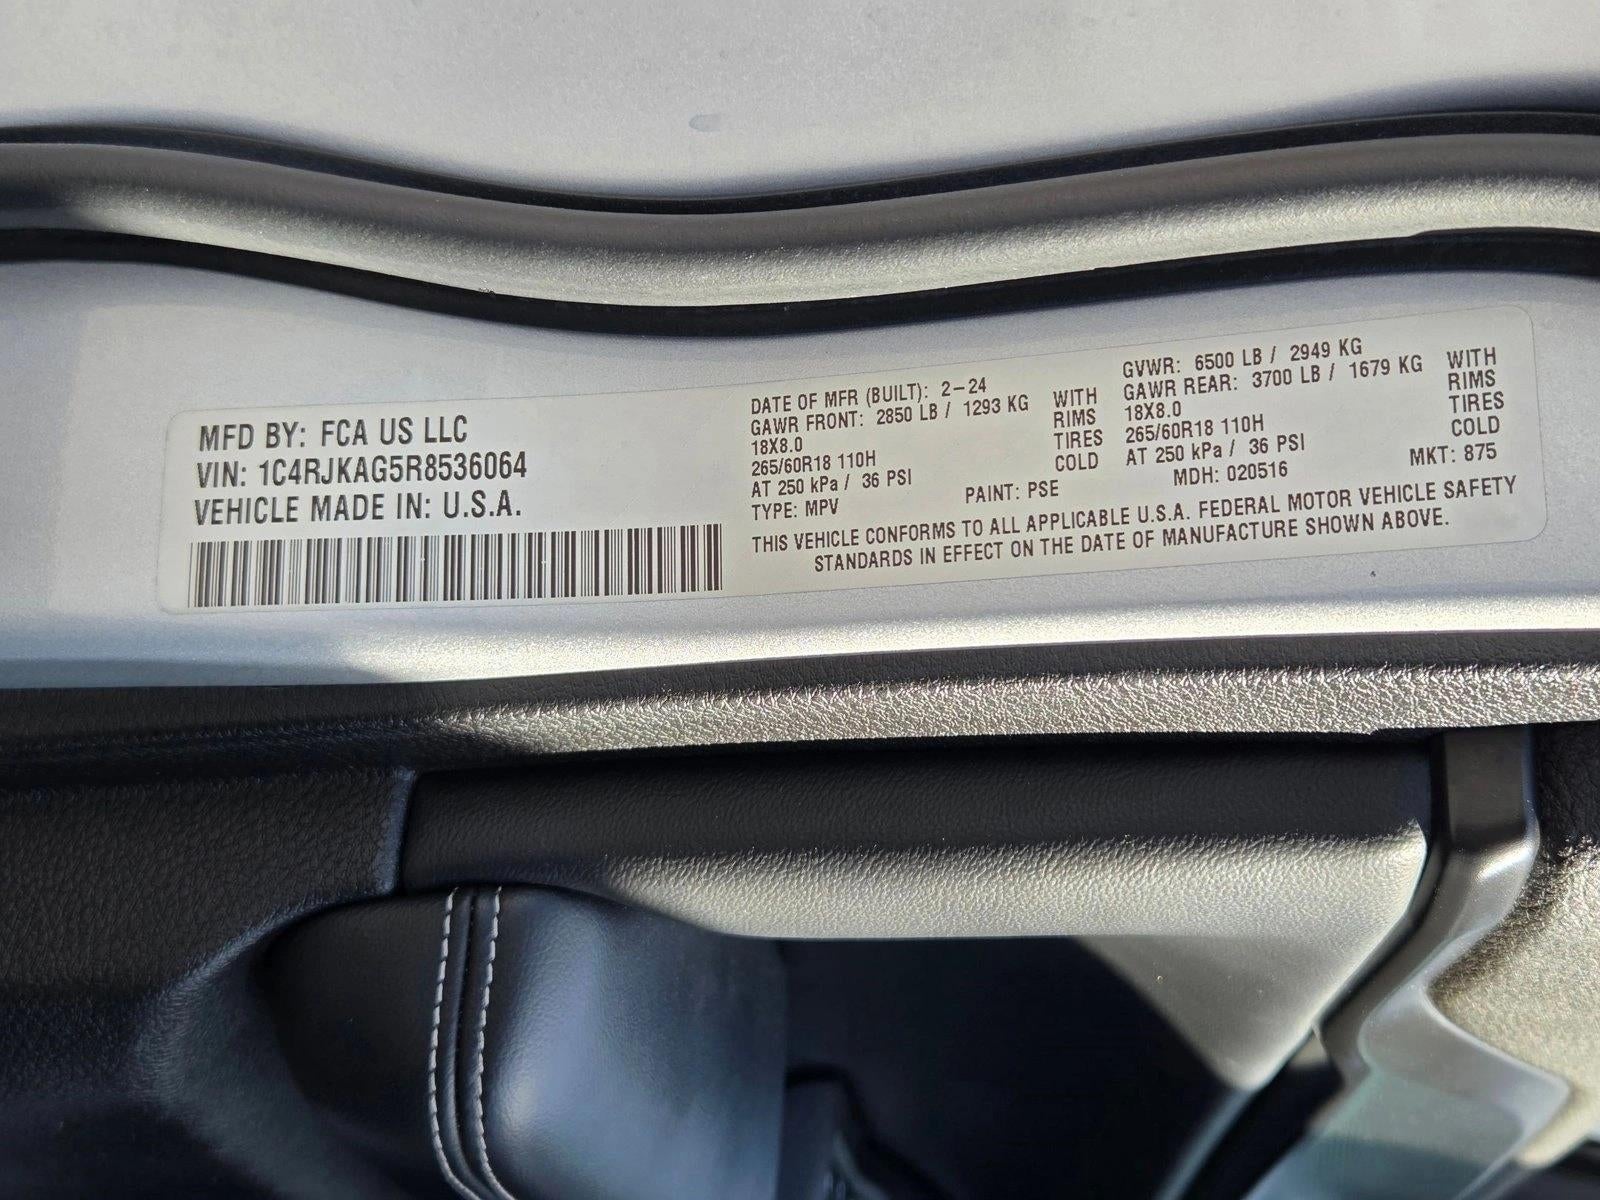 MFD BY: FCA US LLC
VIN: 1C4RJKAG5R8536064
VEHICLE MADE IN: U.S.A.
DATE OF MFR (BUILT): 2-24
GAWR FRONT: 2850 LB / 1293 KG WITH
18X8.0 RIMS
265/60R18 110H TIRES
AT 250 kPa / 36 PSI COLD
TYPE: MPV
PAINT: PSE
GVWR: 6500 LB / 2949 KG
GAWR REAR: 3700 LB / 1679 KG WITH
18X8.0 RIMS
265/60R18 110H TIRES
AT 250 kPa / 36 PSI COLD
MDH: 020516
MKT: 875
THIS VEHICLE CONFORMS TO ALL APPLICABLE U.S.A. FEDERAL MOTOR VEHICLE SAFETY
STANDARDS IN EFFECT ON THE DATE OF MANUFACTURE SHOWN ABOVE.